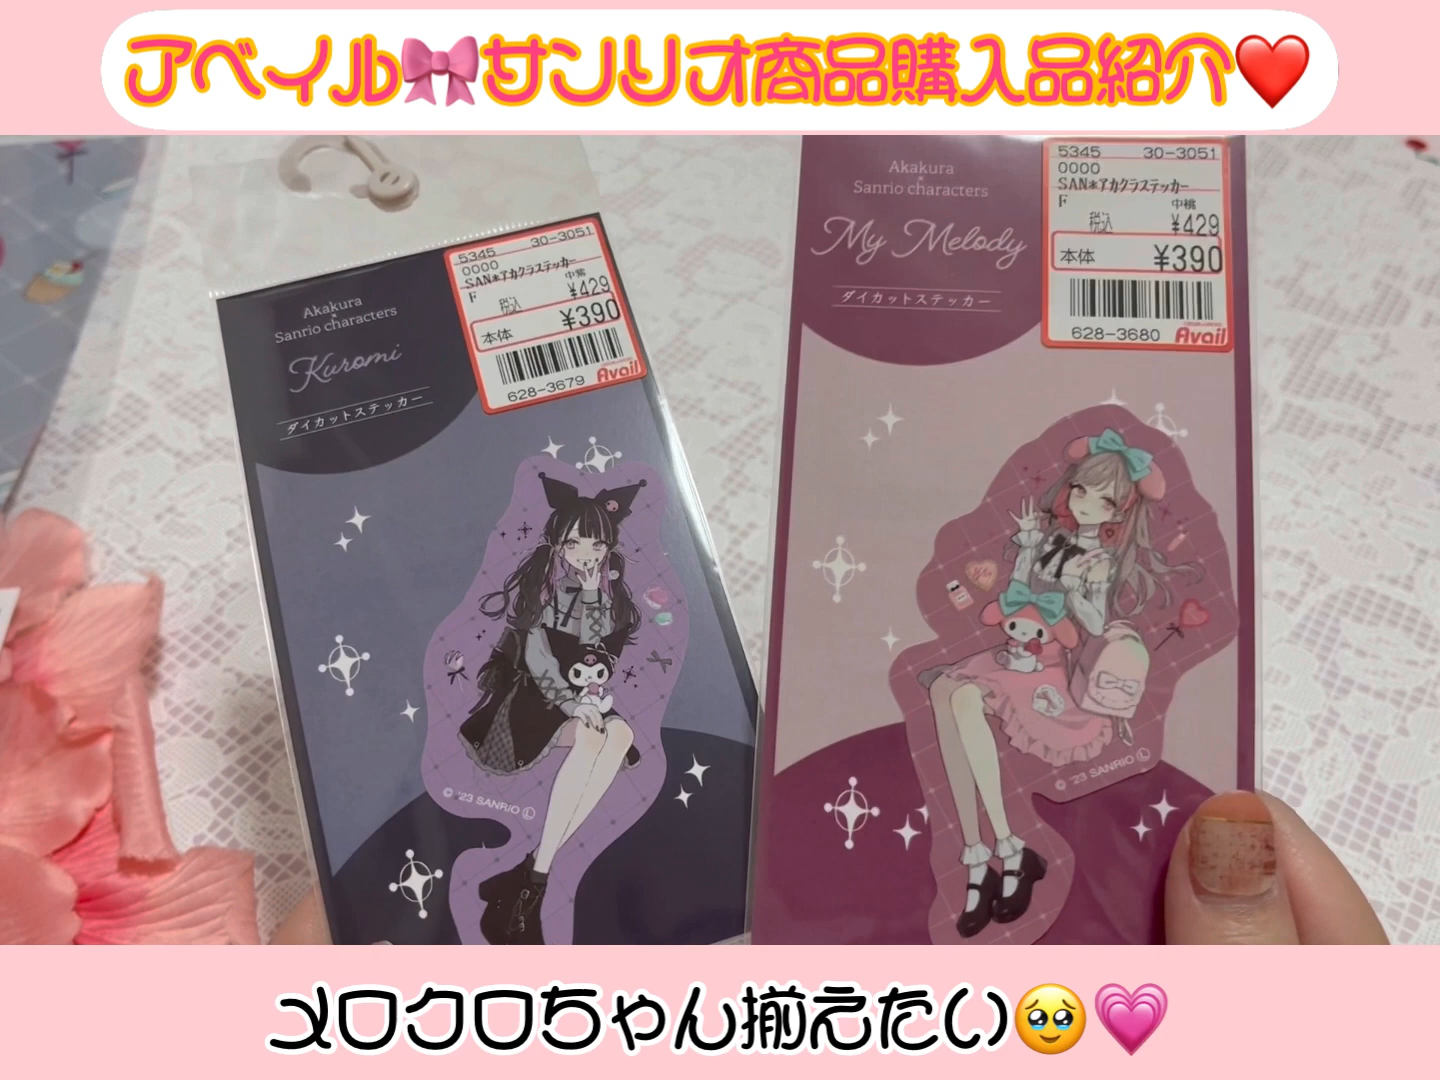 アベイル🎀サンリオ商品購入品紹介❤️
Akakura
×
Sanrio characters
Kuromi
ダイカットステッカー
5345 30-3051
0000
SAN*アカクラステッカー
F 中紫
税込 ¥429
本体 ¥390
628-3679 Avail
© '23 SANRIO Ⓛ
Akakura
×
Sanrio characters
My Melody
ダイカットステッカー
5345 30-3051
0000
SAN*アカクラステッカー
F 中桃
税込 ¥429
本体 ¥390
628-3680 Avail
© '23 SANRIO Ⓛ
メロクロちゃん揃えたい🥹💗